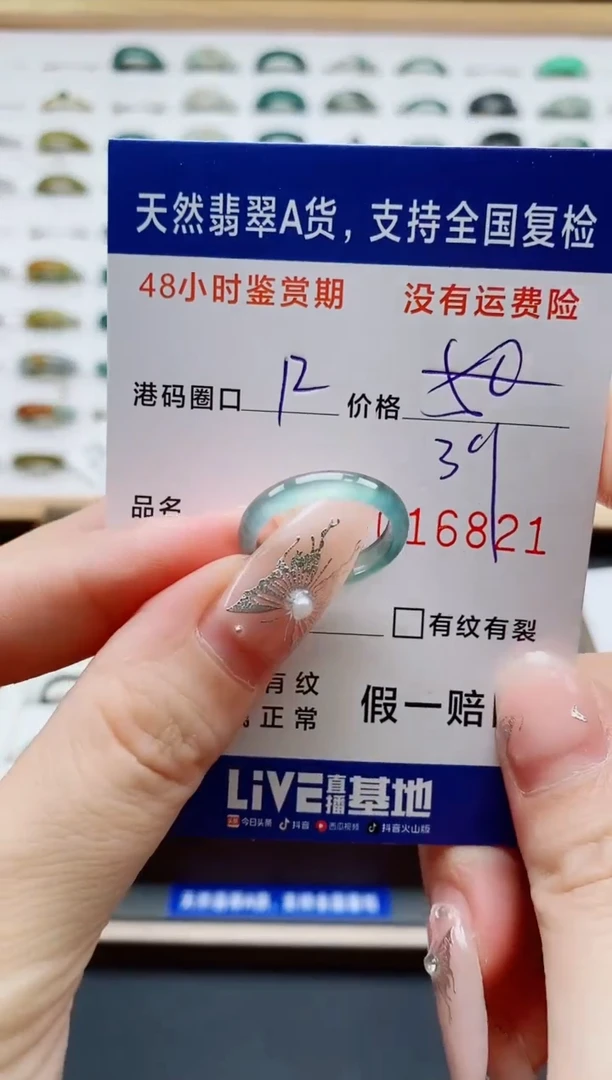 天然翡翠A货，支持全国复检
48小时鉴赏期 没有运费险
港码圈口 12 价格 50
39
品名 16821
□有纹有裂
有纹
正常 假一赔
LiVE直播基地
今日头条 抖音 西瓜视频 抖音火山版